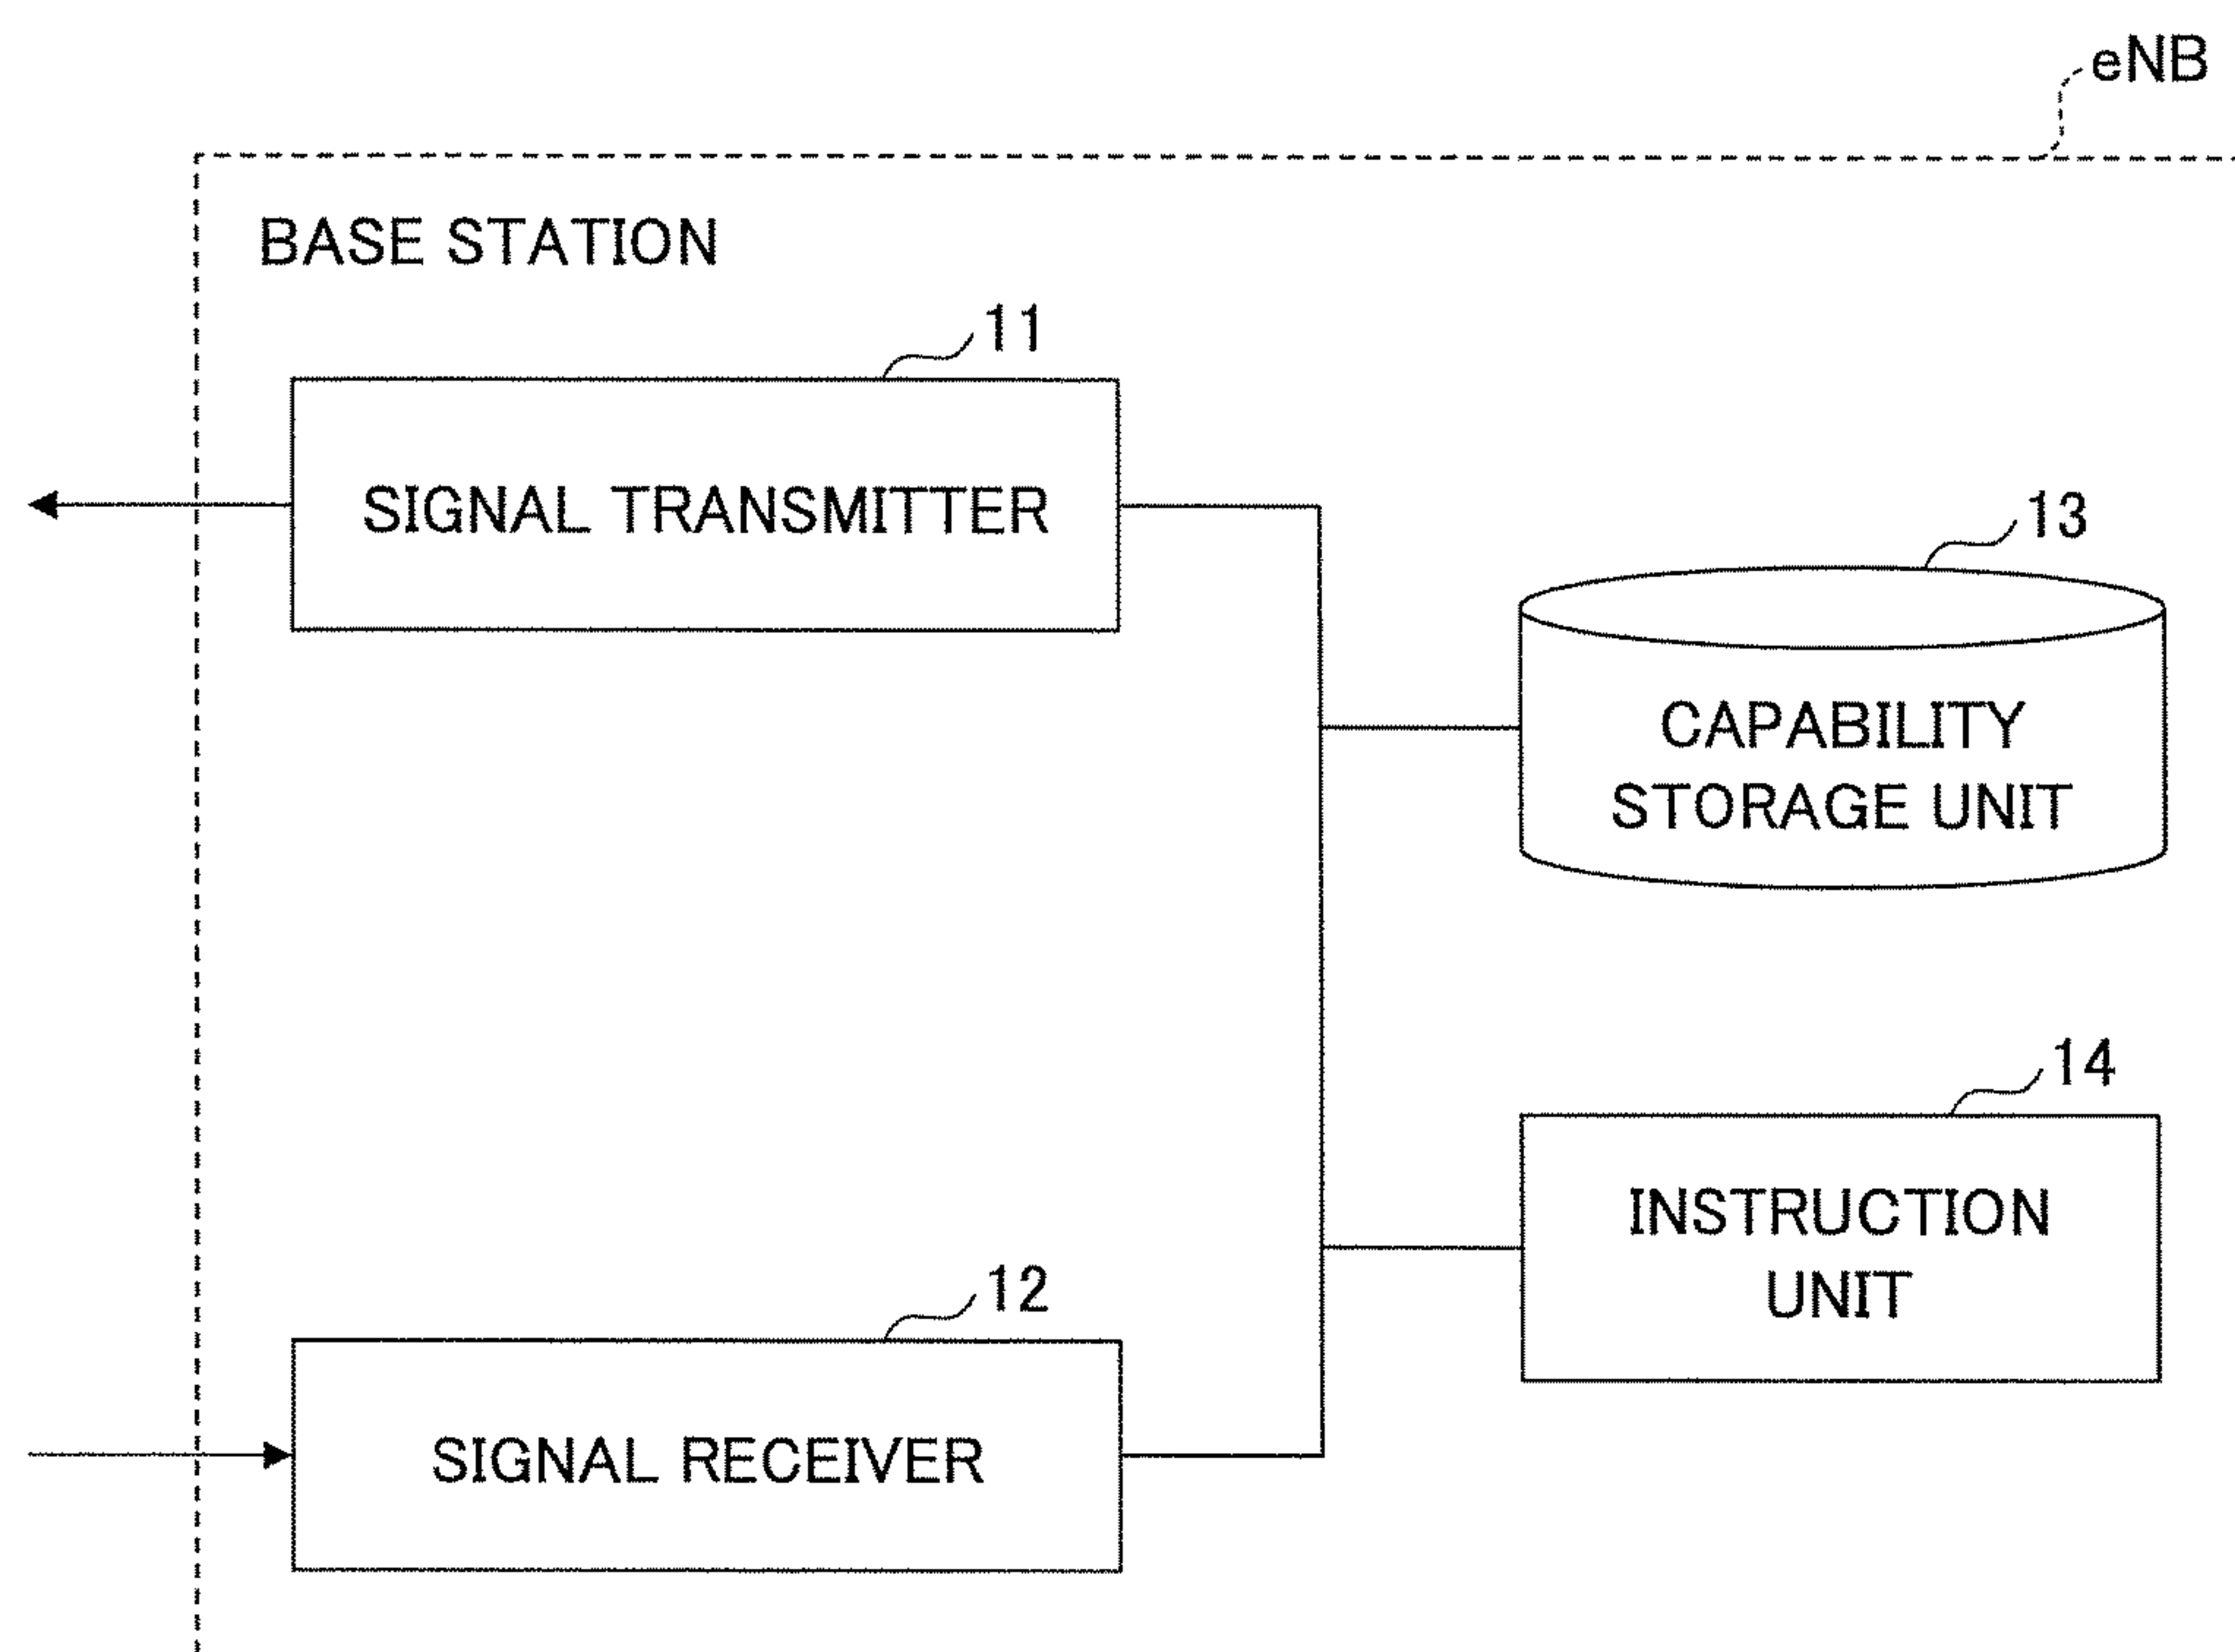 eNB
BASE STATION
11
SIGNAL TRANSMITTER
13
CAPABILITY
STORAGE UNIT
14
INSTRUCTION
UNIT
12
SIGNAL RECEIVER